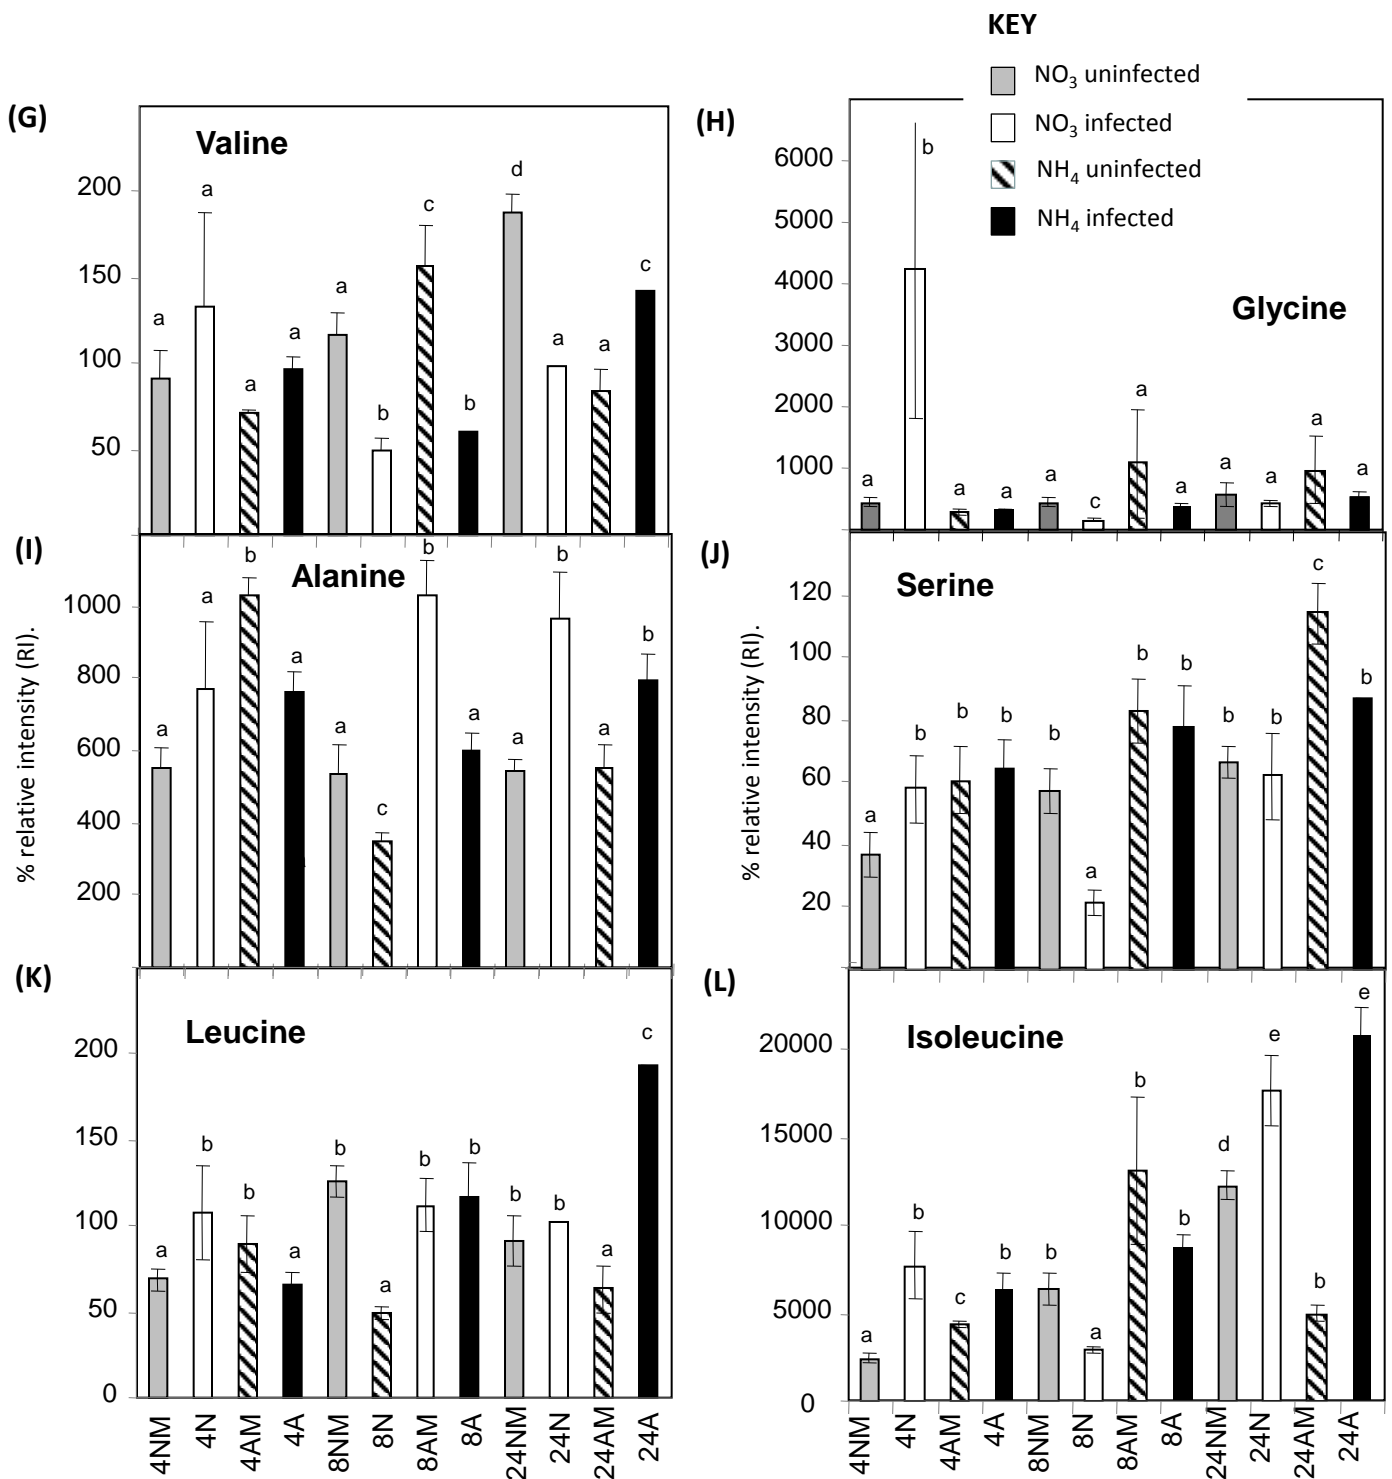 KEY
NO3 uninfected
NO3 infected
NH4 uninfected
NH4 infected
(G)
Valine
200
150
100
50
a
a
a
a
a
b
c
b
d
a
a
c
(H)
Glycine
6000
5000
4000
3000
2000
1000
a
b
a
a
a
c
a
a
a
a
a
a
(I)
Alanine
1000
800
600
400
200
a
a
b
a
a
c
b
a
a
b
a
b
% relative intensity (RI).
(J)
Serine
120
100
80
60
40
20
a
b
b
b
b
a
b
b
b
b
c
b
% relative intensity (RI).
(K)
Leucine
200
150
100
50
0
a
b
b
a
b
a
b
b
b
b
a
c
4NM
4N
4AM
4A
8NM
8N
8AM
8A
24NM
24N
24AM
24A
(L)
Isoleucine
20000
15000
10000
5000
0
a
b
c
b
b
a
b
b
d
e
b
e
4NM
4N
4AM
4A
8NM
8N
8AM
8A
24NM
24N
24AM
24A